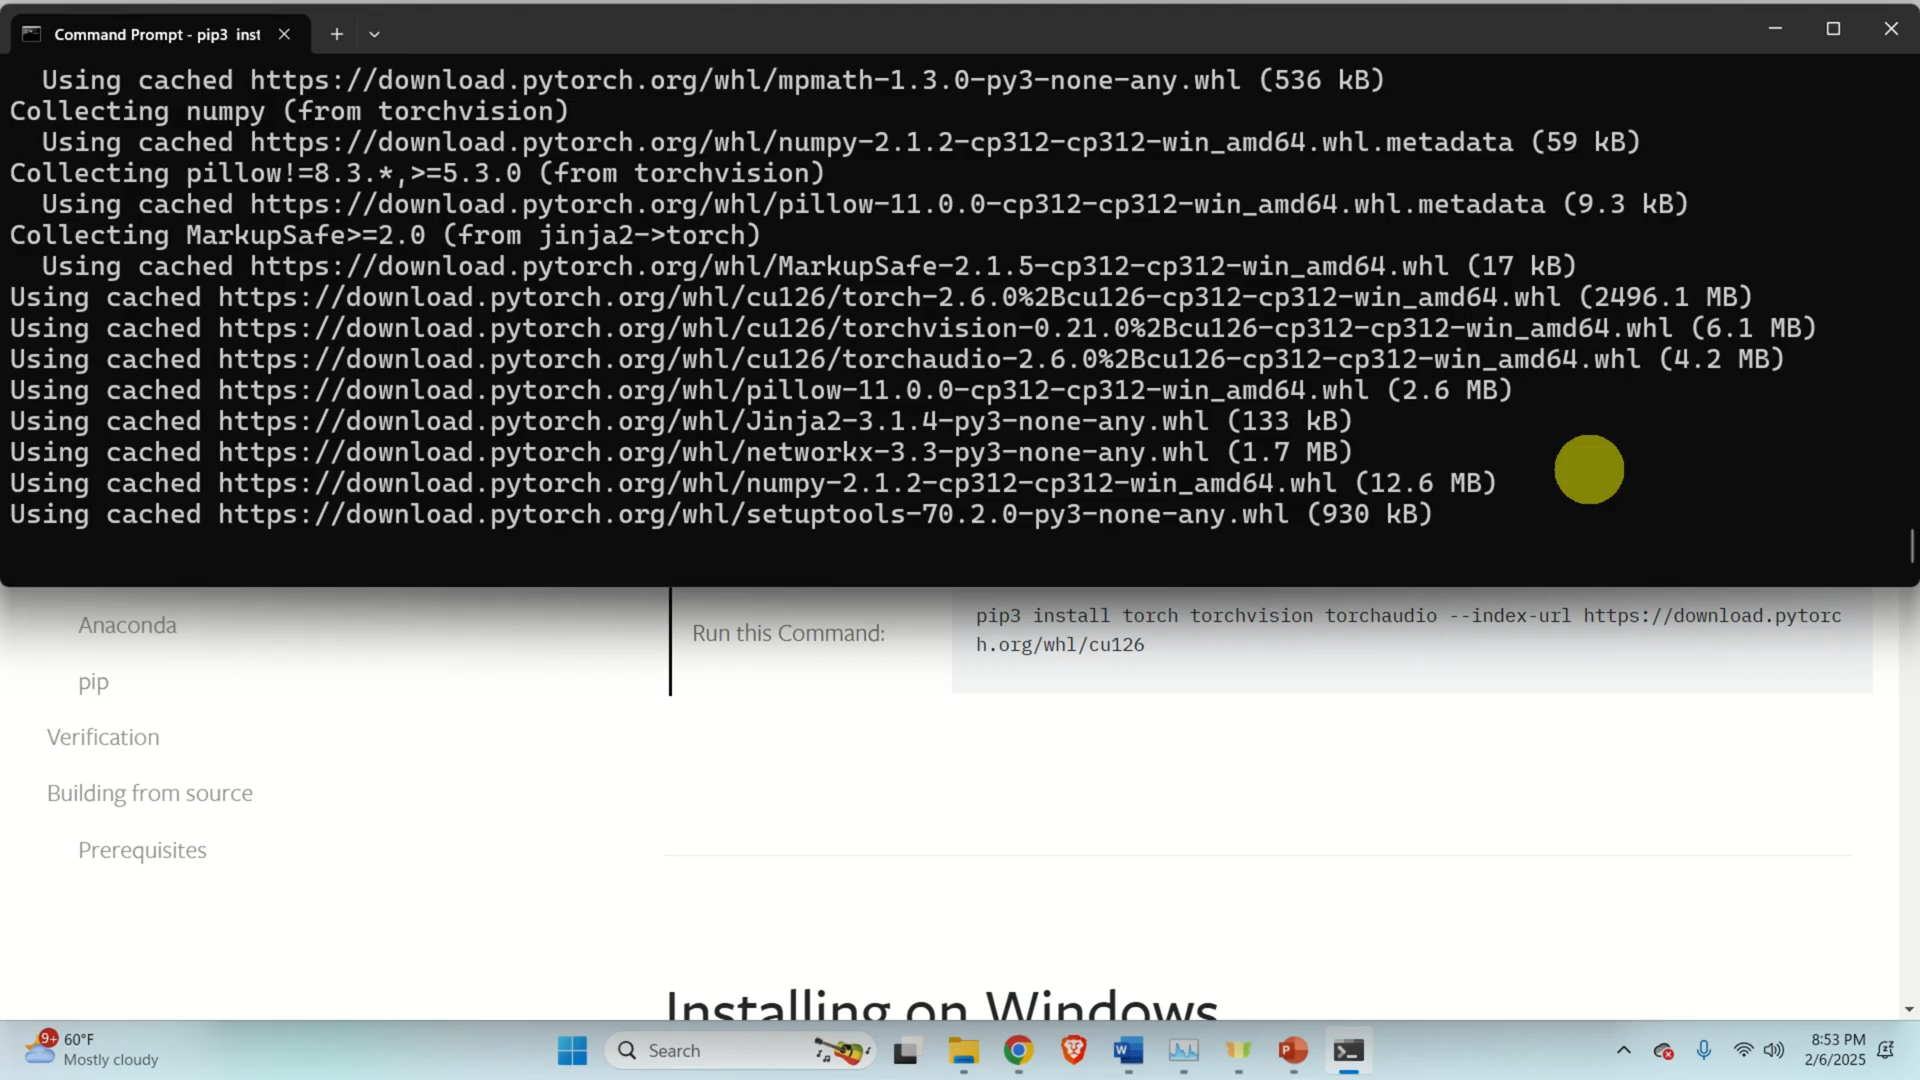 Command Prompt - pip3 inst
Using cached https://download.pytorch.org/whl/mpmath-1.3.0-py3-none-any.whl (536 kB)
Collecting numpy (from torchvision)
Using cached https://download.pytorch.org/whl/numpy-2.1.2-cp312-cp312-win_amd64.whl.metadata (59 kB)
Collecting pillow!=8.3.*,>=5.3.0 (from torchvision)
Using cached https://download.pytorch.org/whl/pillow-11.0.0-cp312-cp312-win_amd64.whl.metadata (9.3 kB)
Collecting MarkupSafe>=2.0 (from jinja2->torch)
Using cached https://download.pytorch.org/whl/MarkupSafe-2.1.5-cp312-cp312-win_amd64.whl (17 kB)
Using cached https://download.pytorch.org/whl/cu126/torch-2.6.0%2Bcu126-cp312-cp312-win_amd64.whl (2496.1 MB)
Using cached https://download.pytorch.org/whl/cu126/torchvision-0.21.0%2Bcu126-cp312-cp312-win_amd64.whl (6.1 MB)
Using cached https://download.pytorch.org/whl/cu126/torchaudio-2.6.0%2Bcu126-cp312-cp312-win_amd64.whl (4.2 MB)
Using cached https://download.pytorch.org/whl/pillow-11.0.0-cp312-cp312-win_amd64.whl (2.6 MB)
Using cached https://download.pytorch.org/whl/Jinja2-3.1.4-py3-none-any.whl (133 kB)
Using cached https://download.pytorch.org/whl/networkx-3.3-py3-none-any.whl (1.7 MB)
Using cached https://download.pytorch.org/whl/numpy-2.1.2-cp312-cp312-win_amd64.whl (12.6 MB)
Using cached https://download.pytorch.org/whl/setuptools-70.2.0-py3-none-any.whl (930 kB)
Anaconda
pip
Verification
Building from source
Prerequisites
Run this Command:
pip3 install torch torchvision torchaudio --index-url https://download.pytorc
h.org/whl/cu126
Installing on Windows
9+
60°F
Mostly cloudy
Search
8:53 PM
2/6/2025